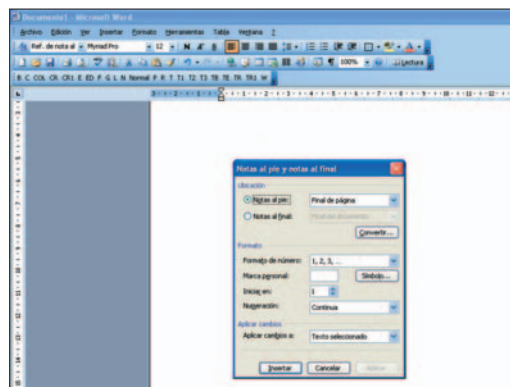 Documento1 - Microsoft Word
Archivo Edición Ver Insertar Formato Herramientas Tabla Ventana ?
Ref. de nota al Myriad Pro 12 N K S
100% Lectura
B C COL CR CR1 E ED F G L N Normal P R T T1 T2 T3 TB TE TR TR1 W
Notas al pie y notas al final
Ubicación
Notas al pie: Final de página
Notas al final: Final del documento
Convertir...
Formato
Formato de número: 1, 2, 3, ...
Marca personal: Símbolo...
Iniciar en: 1
Numeración: Continua
Aplicar cambios
Aplicar cambios a: Texto seleccionado
Insertar Cancelar Aplicar